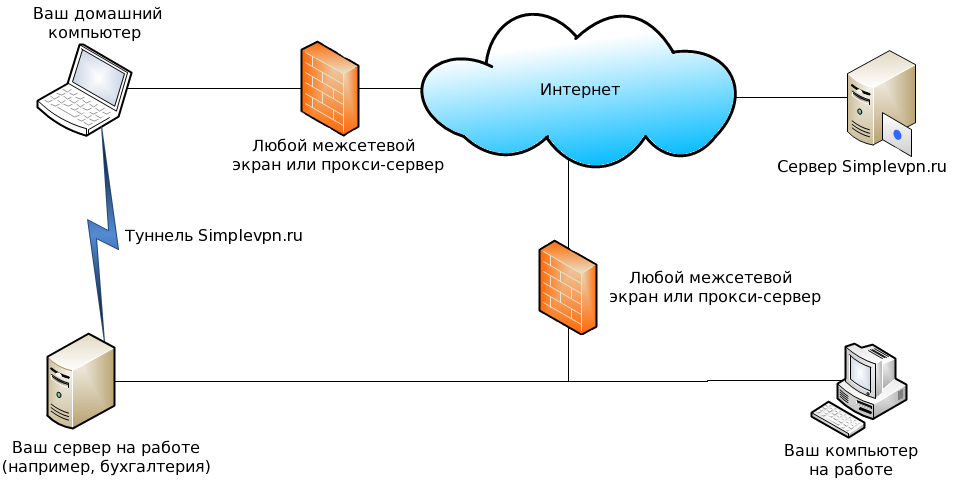 Ваш домашний
компьютер
Интернет
Любой межсетевой
экран или прокси-сервер
Сервер Simplevpn.ru
Туннель Simplevpn.ru
Любой межсетевой
экран или прокси-сервер
Ваш сервер на работе
(например, бухгалтерия)
Ваш компьютер
на работе